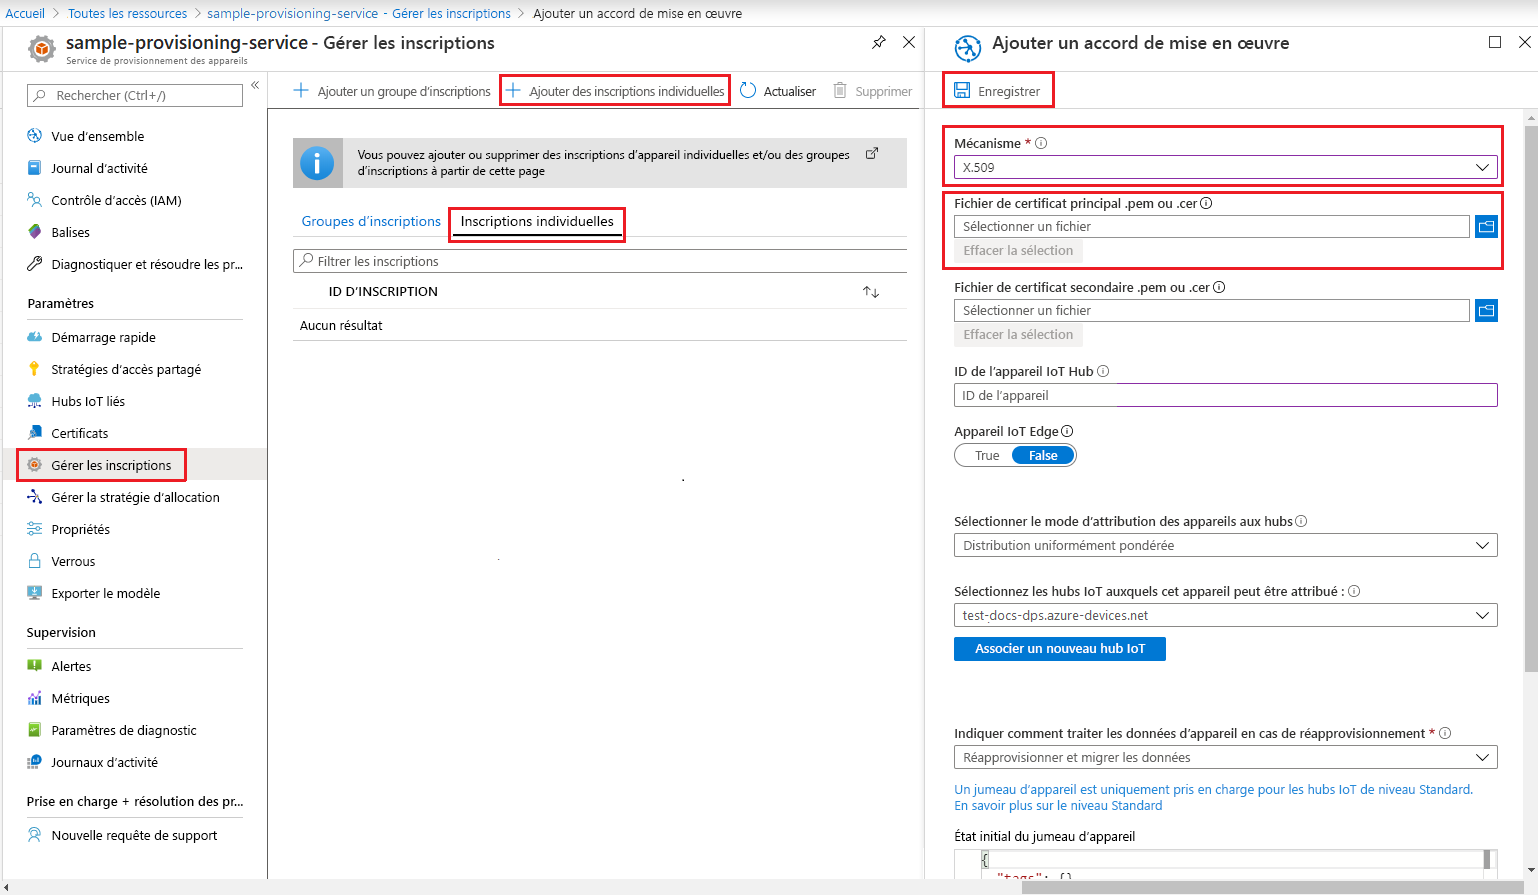 Accueil > Toutes les ressources > sample-provisioning-service - Gérer les inscriptions > Ajouter un accord de mise en œuvre
sample-provisioning-service - Gérer les inscriptions
Service de provisionnement des appareils
Rechercher (Ctrl+/)
Vue d'ensemble
Journal d'activité
Contrôle d'accès (IAM)
Balises
Diagnostiquer et résoudre les pr...
Paramètres
Démarrage rapide
Stratégies d'accès partagé
Hubs IoT liés
Certificats
Gérer les inscriptions
Gérer la stratégie d'allocation
Propriétés
Verrous
Exporter le modèle
Supervision
Alertes
Métriques
Paramètres de diagnostic
Journaux d'activité
Prise en charge + résolution des pr...
Nouvelle requête de support
Ajouter un groupe d'inscriptions
Ajouter des inscriptions individuelles
Actualiser
Supprimer
Vous pouvez ajouter ou supprimer des inscriptions d'appareil individuelles et/ou des groupes
d'inscriptions à partir de cette page
Groupes d'inscriptions
Inscriptions individuelles
Filtrer les inscriptions
ID D'INSCRIPTION
Aucun résultat
Ajouter un accord de mise en œuvre
Enregistrer
Mécanisme *
X.509
Fichier de certificat principal .pem ou .cer
Sélectionner un fichier
Effacer la sélection
Fichier de certificat secondaire .pem ou .cer
Sélectionner un fichier
Effacer la sélection
ID de l'appareil IoT Hub
ID de l'appareil
Appareil IoT Edge
True False
Sélectionner le mode d'attribution des appareils aux hubs
Distribution uniformément pondérée
Sélectionnez les hubs IoT auxquels cet appareil peut être attribué :
test-docs-dps.azure-devices.net
Associer un nouveau hub IoT
Indiquer comment traiter les données d'appareil en cas de réapprovisionnement *
Réapprovisionner et migrer les données
Un jumeau d'appareil est uniquement pris en charge pour les hubs IoT de niveau Standard.
En savoir plus sur le niveau Standard
État initial du jumeau d'appareil
{
"tags": {},